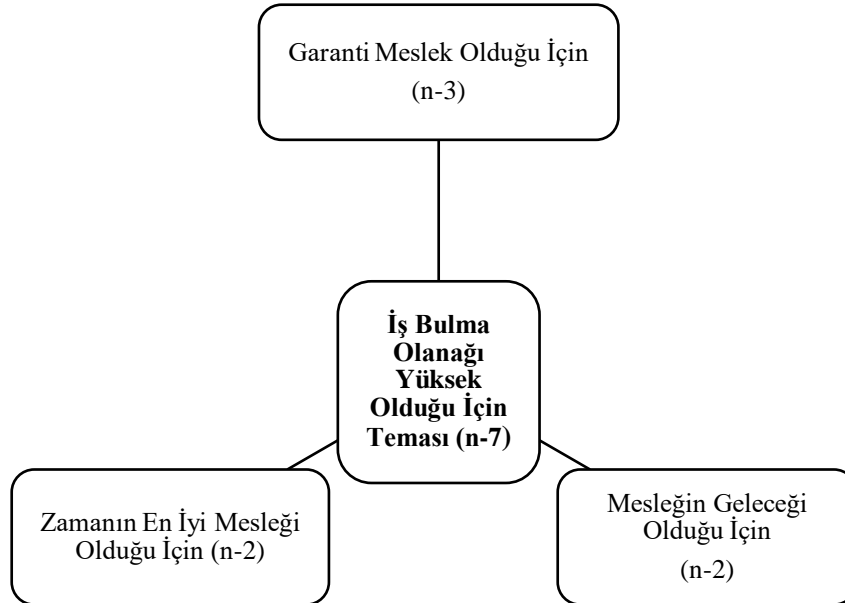 Garanti Meslek Olduğu İçin
(n-3)
İş Bulma
Olanağı
Yüksek
Olduğu İçin
Teması (n-7)
Zamanın En İyi Mesleği
Olduğu İçin (n-2)
Mesleğin Geleceği
Olduğu İçin
(n-2)